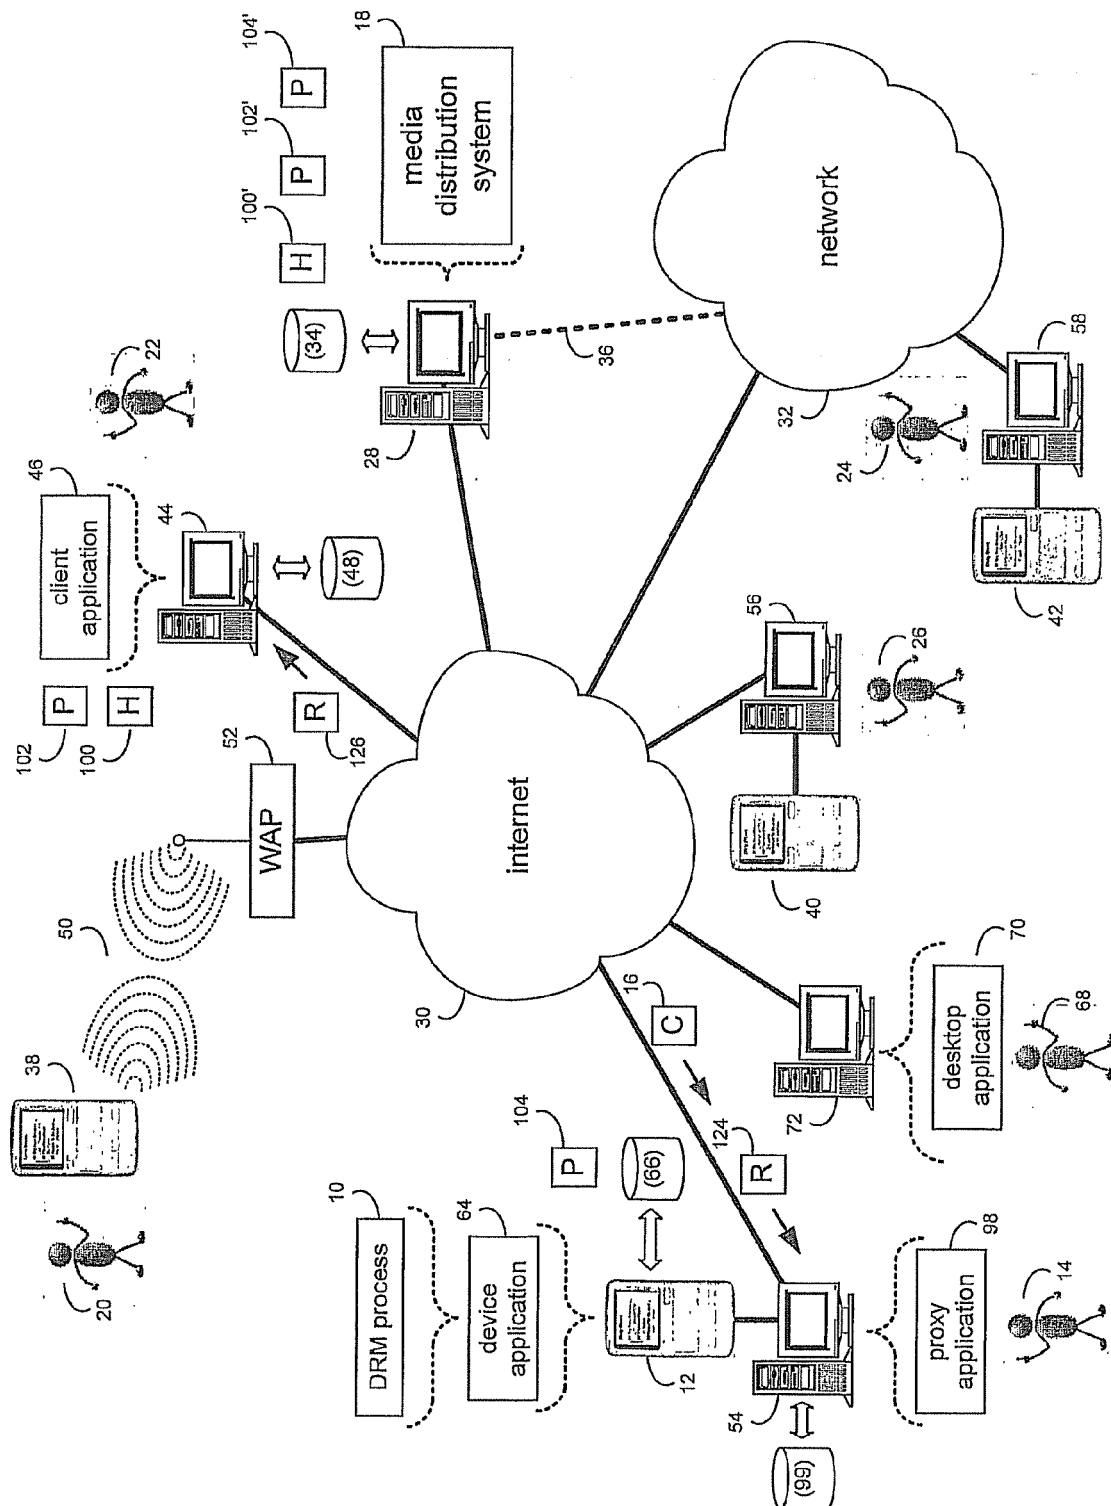 20
38
50
10
DRM process
64
device
application
12
(66)
104
P
(99)
54
124
R
16
C
proxy
application
98
14
72
desktop
application
70
68
30
internet
WAP
52
102
P
100
H
client
application
46
44
22
R
126
(48)
(34)
28
100'
H
102'
P
104'
P
media
distribution
system
18
36
40
56
26
network
32
24
42
58